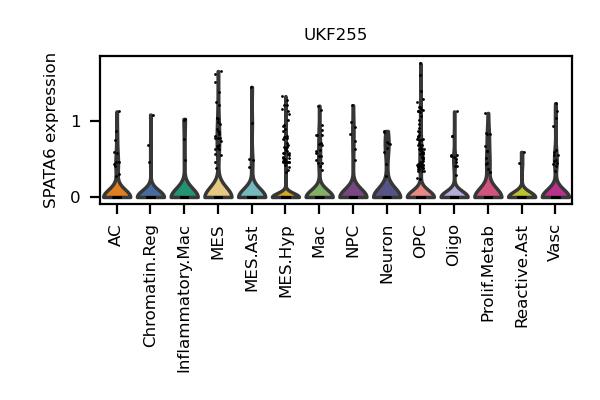 UKF255
SPATA6 expression
1
0
AC
Chromatin.Reg
Inflammatory.Mac
MES
MES.Ast
MES.Hyp
Mac
NPC
Neuron
OPC
Oligo
Prolif.Metab
Reactive.Ast
Vasc